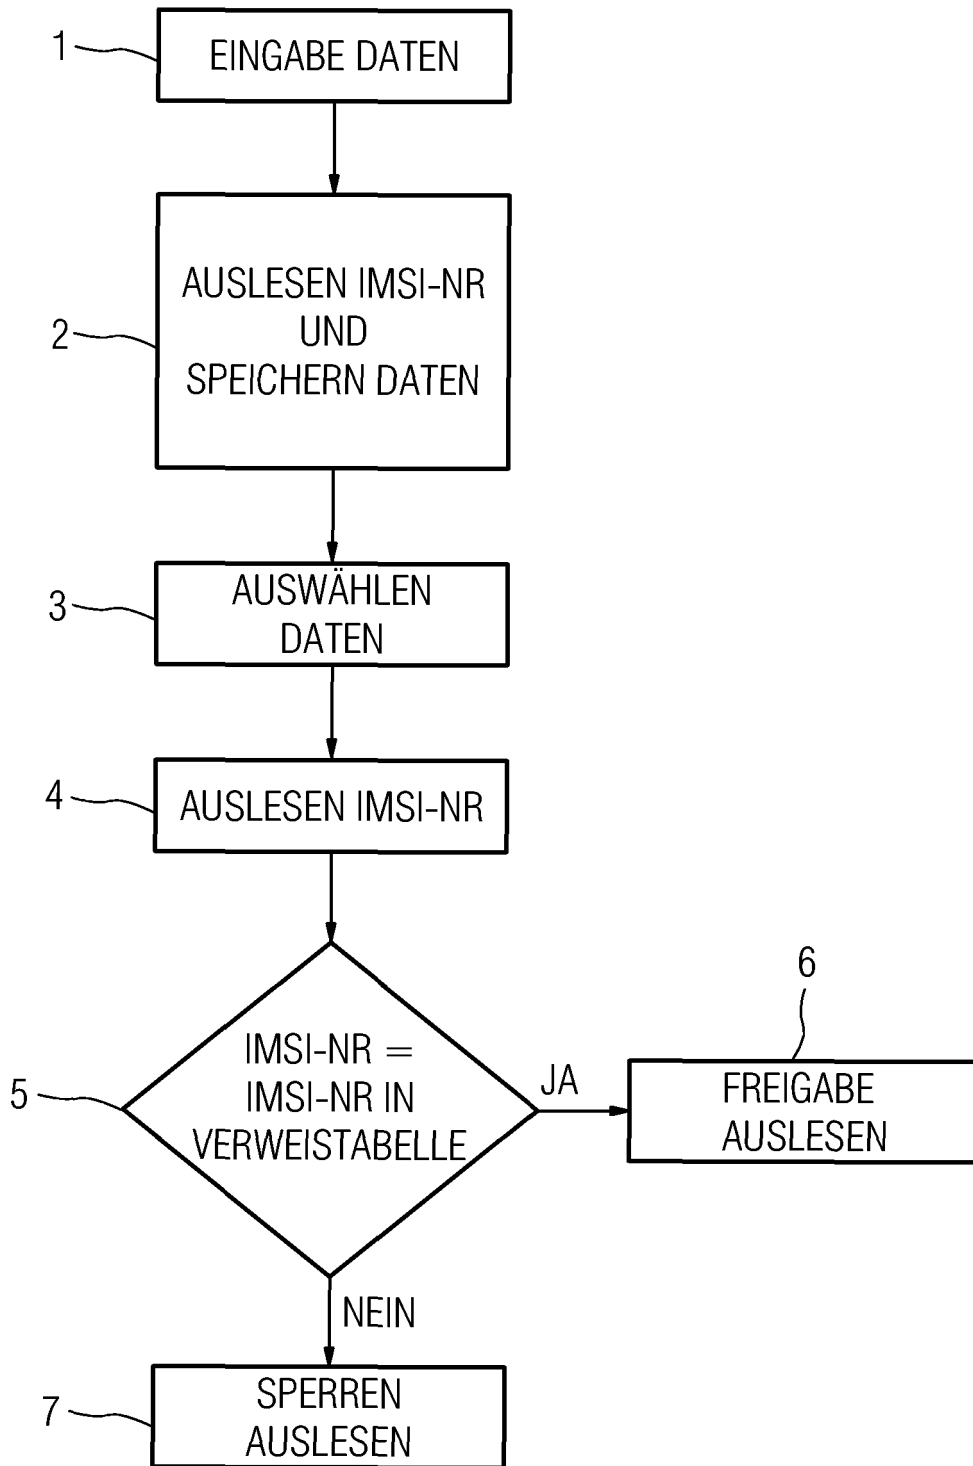 1
EINGABE DATEN
2
AUSLESEN IMSI-NR
UND
SPEICHERN DATEN
3
AUSWÄHLEN
DATEN
4
AUSLESEN IMSI-NR
5
IMSI-NR =
IMSI-NR IN
VERWEISTABELLE
JA
6
FREIGABE
AUSLESEN
NEIN
7
SPERREN
AUSLESEN